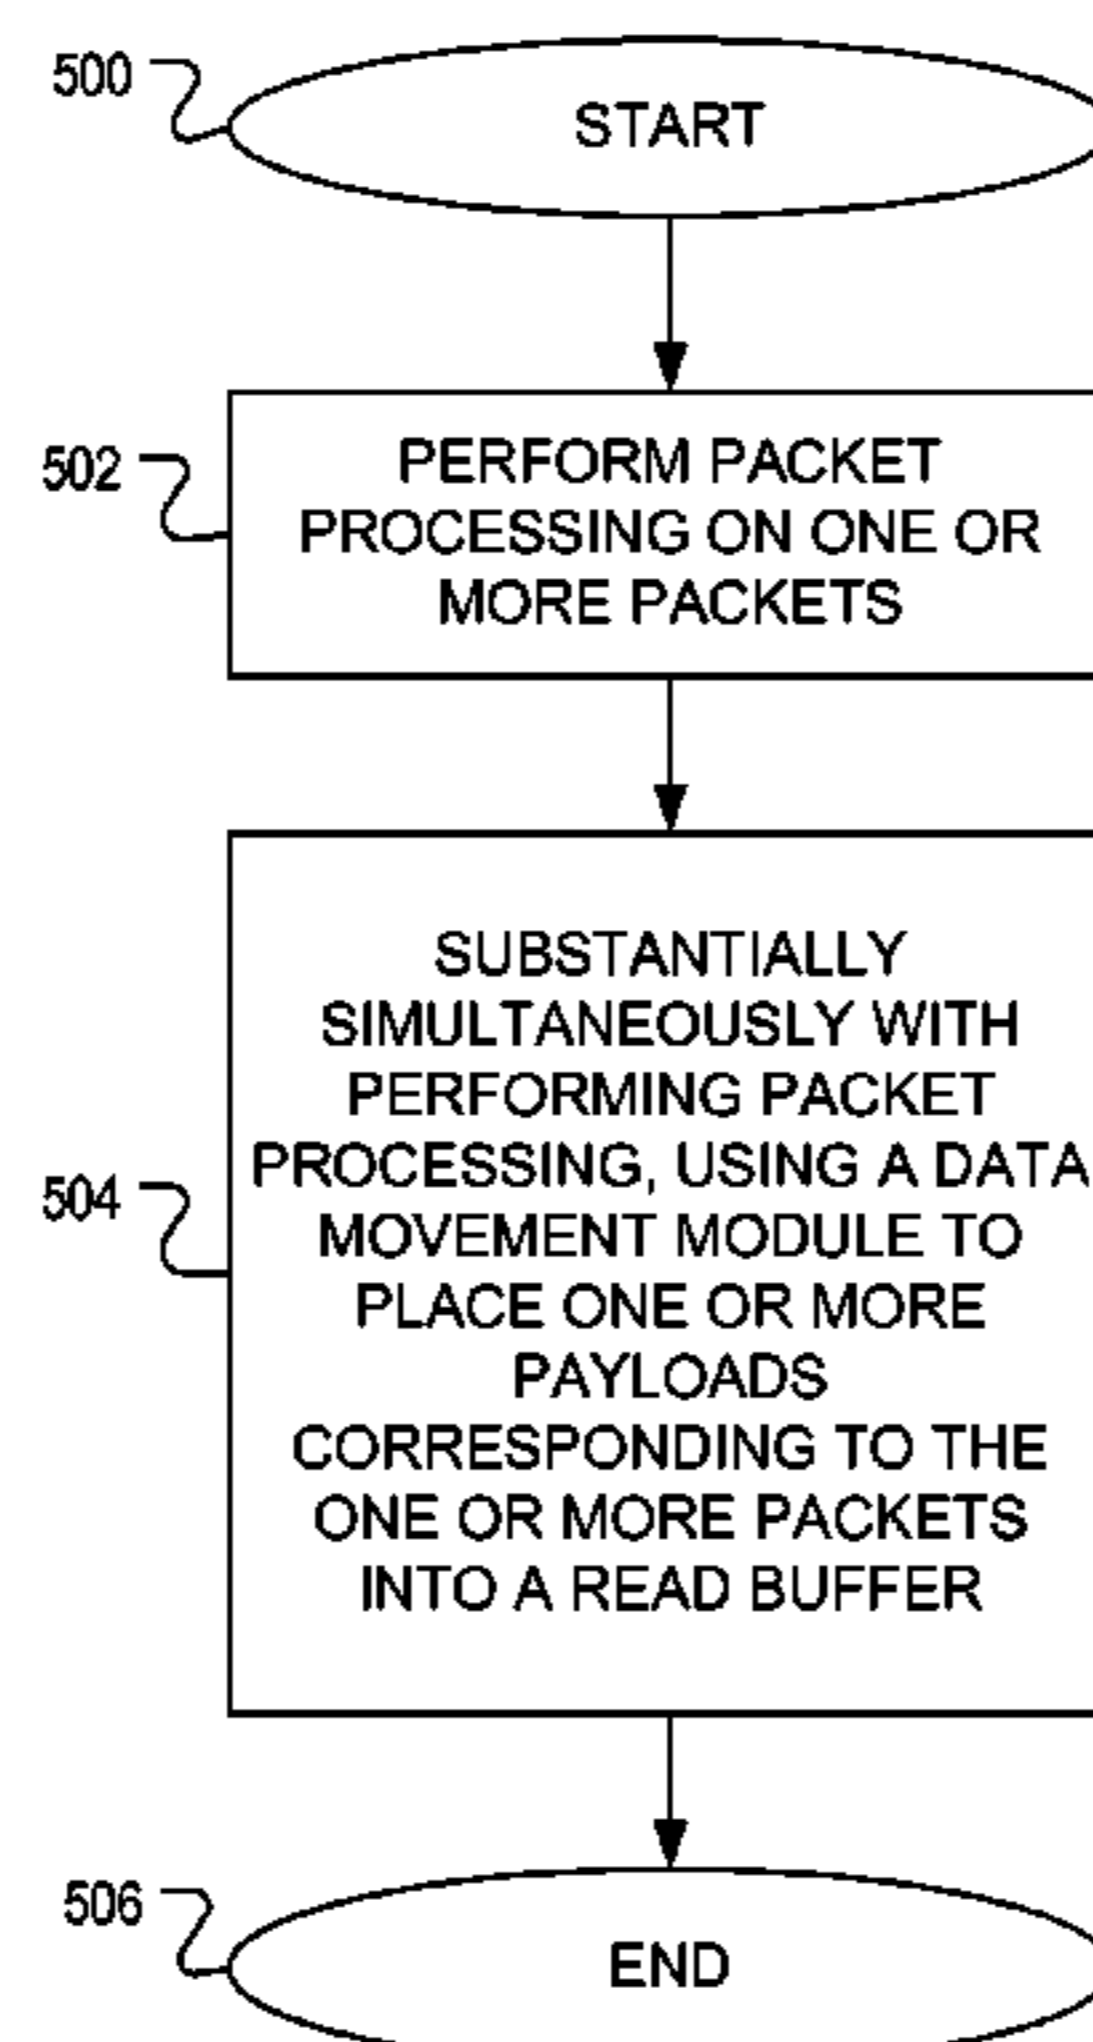 500
START
502
PERFORM PACKET
PROCESSING ON ONE OR
MORE PACKETS
SUBSTANTIALLY
SIMULTANEOUSLY WITH
PERFORMING PACKET
PROCESSING, USING A DATA
504
MOVEMENT MODULE TO
PLACE ONE OR MORE
PAYLOADS
CORRESPONDING TO THE
ONE OR MORE PACKETS
INTO A READ BUFFER
506
END